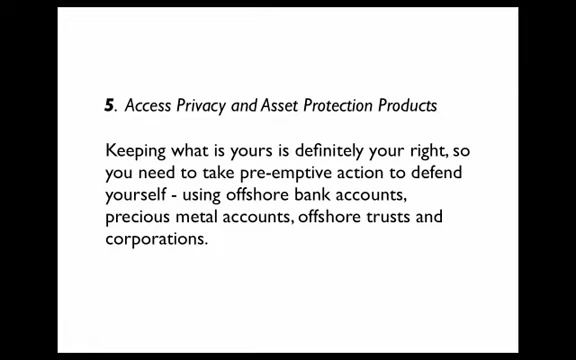 5. Access Privacy and Asset Protection Products
Keeping what is yours is definitely your right, so
you need to take pre-emptive action to defend
yourself - using offshore bank accounts,
precious metal accounts, offshore trusts and
corporations.